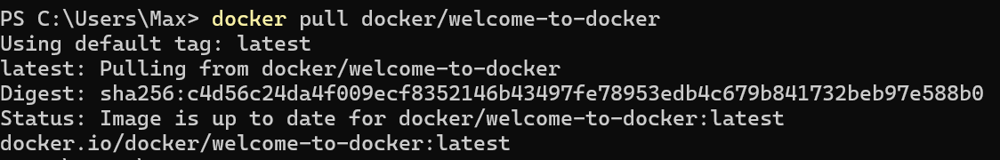 PS C:\Users\Max> docker pull docker/welcome-to-docker
Using default tag: latest
latest: Pulling from docker/welcome-to-docker
Digest: sha256:c4d56c24da4f009ecf8352146b43497fe78953edb4c679b841732beb97e588b0
Status: Image is up to date for docker/welcome-to-docker:latest
docker.io/docker/welcome-to-docker:latest